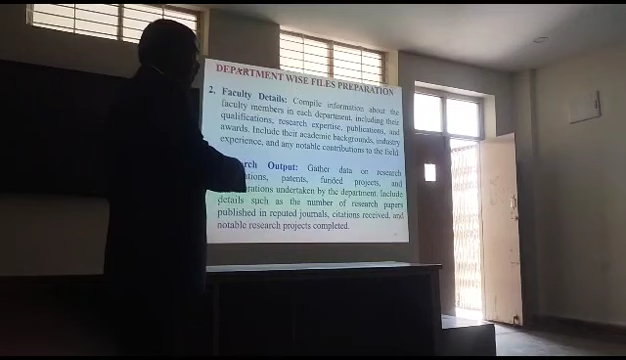 DEPARTMENT WISE FILES PREPARATION
2. Faculty Details: Compile information about the
faculty members in each department, including their
qualifications, research expertise, publications, and
awards. Include their academic backgrounds, industry
experience, and any notable contributions to the field
Output: Gather data on research
patents, funded projects, and
undertaken by the department. Include
details such as the number of research papers
published in reputed journals, citations received, and
notable research projects completed.